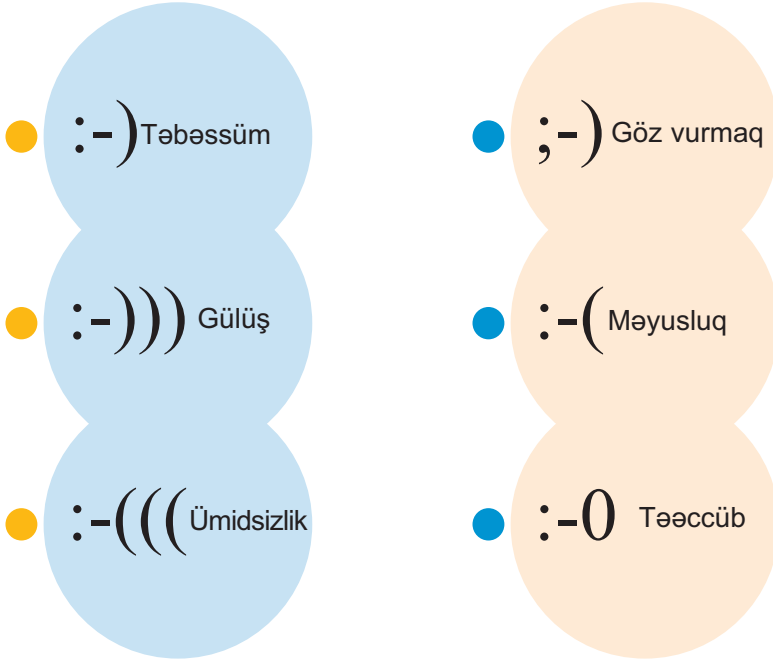 :-) Təbəssüm
:-))) Gülüş
:-((( Ümidsizlik
;-) Göz vurmaq
:-( Məyusluq
:-0 Təəccüb